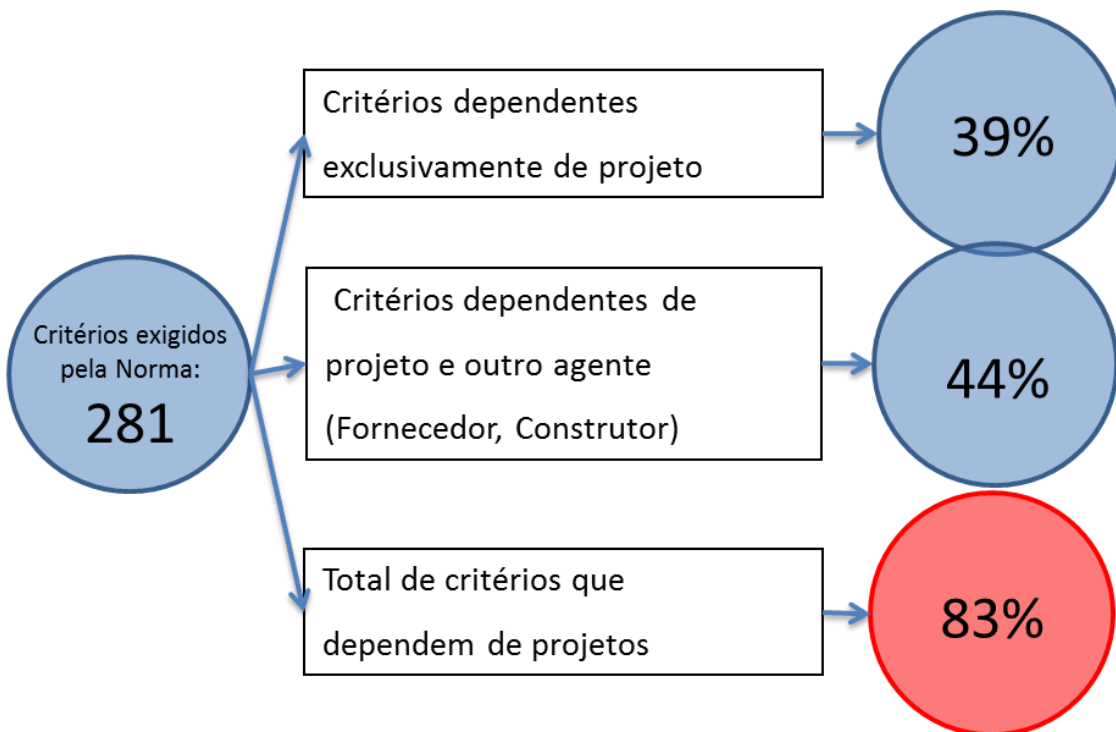 Critérios dependentes
exclusivamente de projeto
39%
Critérios exigidos
pela Norma:
281
Critérios dependentes de
projeto e outro agente
(Fornecedor, Construtor)
44%
Total de critérios que
dependem de projetos
83%